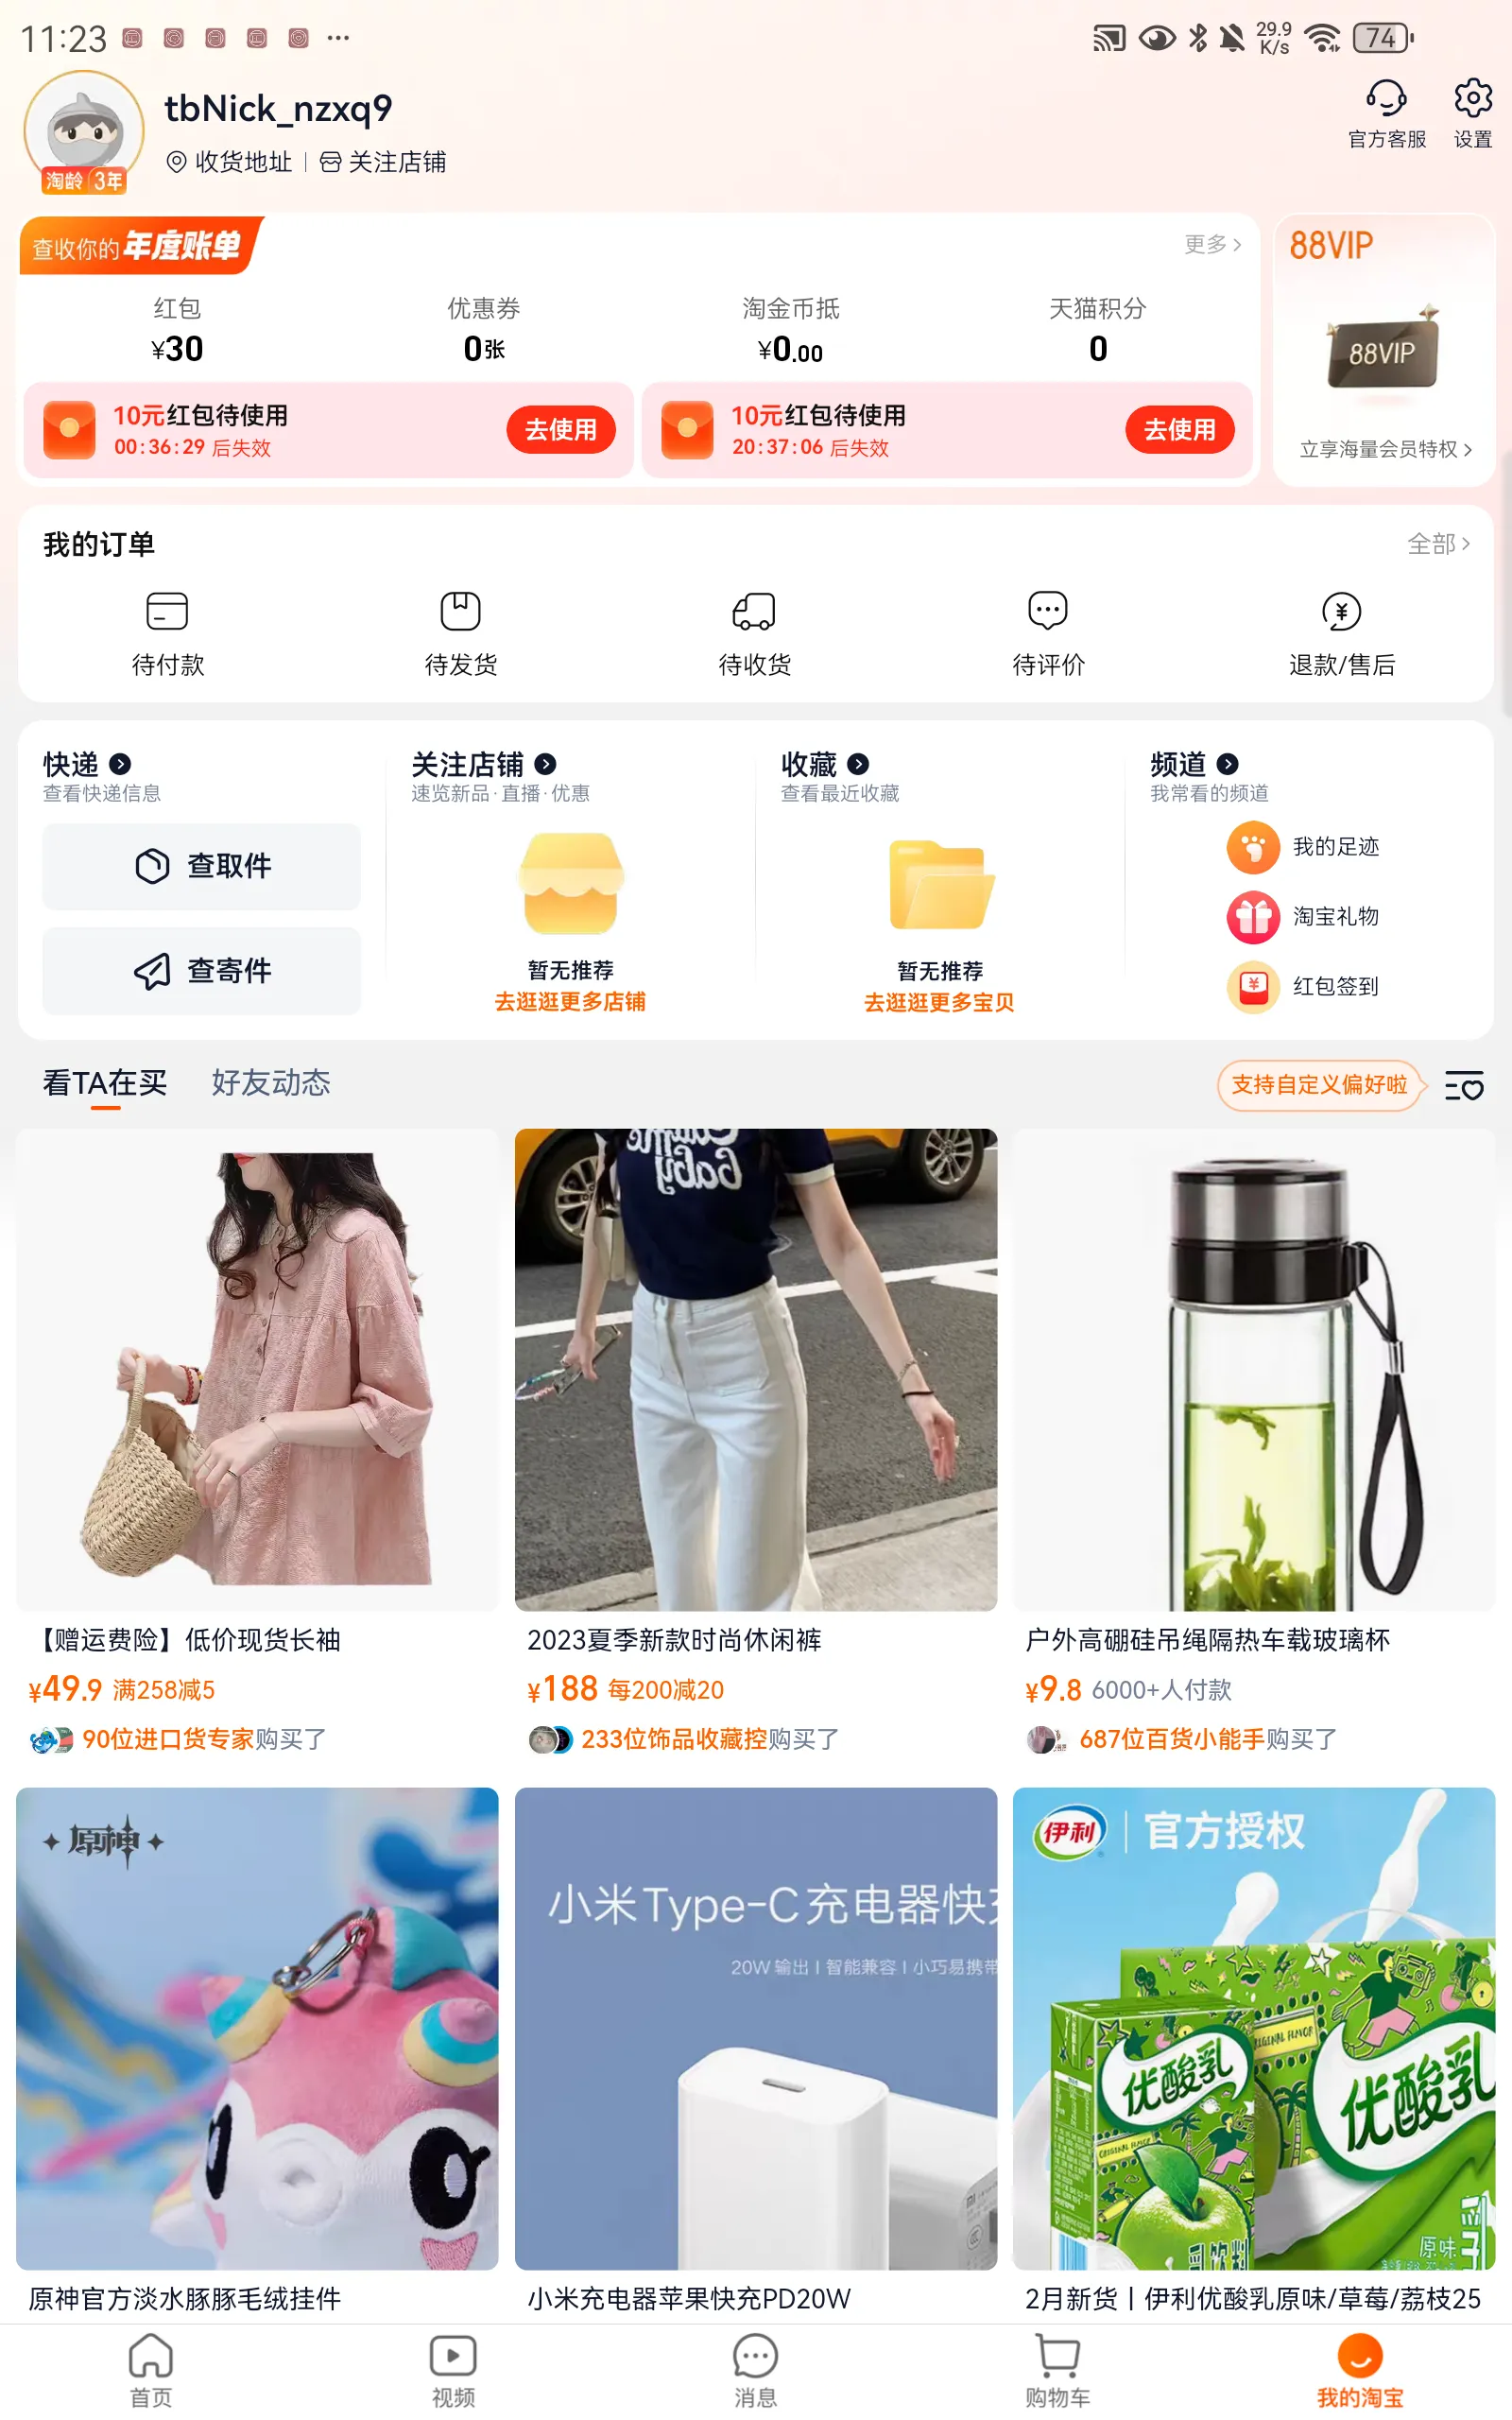 11:23
29.9
K/s
74
tbNick_nzxq9
官方客服
设置
收货地址
关注店铺
淘龄 3年
查收你的年度账单
更多
红包
¥30
优惠券
0张
淘金币抵
¥0.00
天猫积分
0
10元红包待使用
00:36:29 后失效
去使用
10元红包待使用
20:37:06 后失效
去使用
88VIP
88VIP
立享海量会员特权
我的订单
全部
待付款
待发货
待收货
待评价
退款/售后
快递
查看快递信息
查取件
查寄件
关注店铺
速览新品·直播·优惠
暂无推荐
去逛逛更多店铺
收藏
查看最近收藏
暂无推荐
去逛逛更多宝贝
频道
我常看的频道
我的足迹
淘宝礼物
红包签到
看TA在买
好友动态
支持自定义偏好啦
【赠运费险】低价现货长袖
¥49.9 满258减5
90位进口货专家购买了
2023夏季新款时尚休闲裤
¥188 每200减20
233位饰品收藏控购买了
户外高硼硅吊绳隔热车载玻璃杯
¥9.8 6000+人付款
687位百货小能手购买了
原神
原神官方淡水豚豚毛绒挂件
小米Type-C充电器快充
20W输出 | 智能兼容 | 小巧易携带
小米充电器苹果快充PD20W
伊利
官方授权
ORIGINAL FLAVOR
优酸乳
优酸乳
ORIGINAL FLAVOR
乳饮料
原味
乳
2月新货丨伊利优酸乳原味/草莓/荔枝25
首页
视频
消息
购物车
我的淘宝